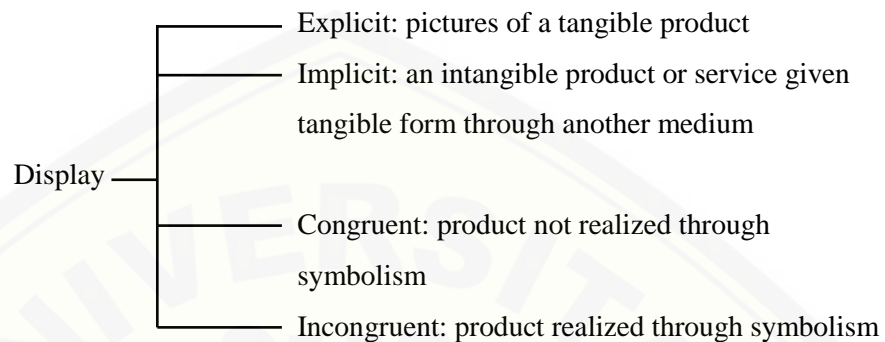 Explicit: pictures of a tangible product
Implicit: an intangible product or service given
tangible form through another medium
Display
Congruent: product not realized through
symbolism
Incongruent: product realized through symbolism